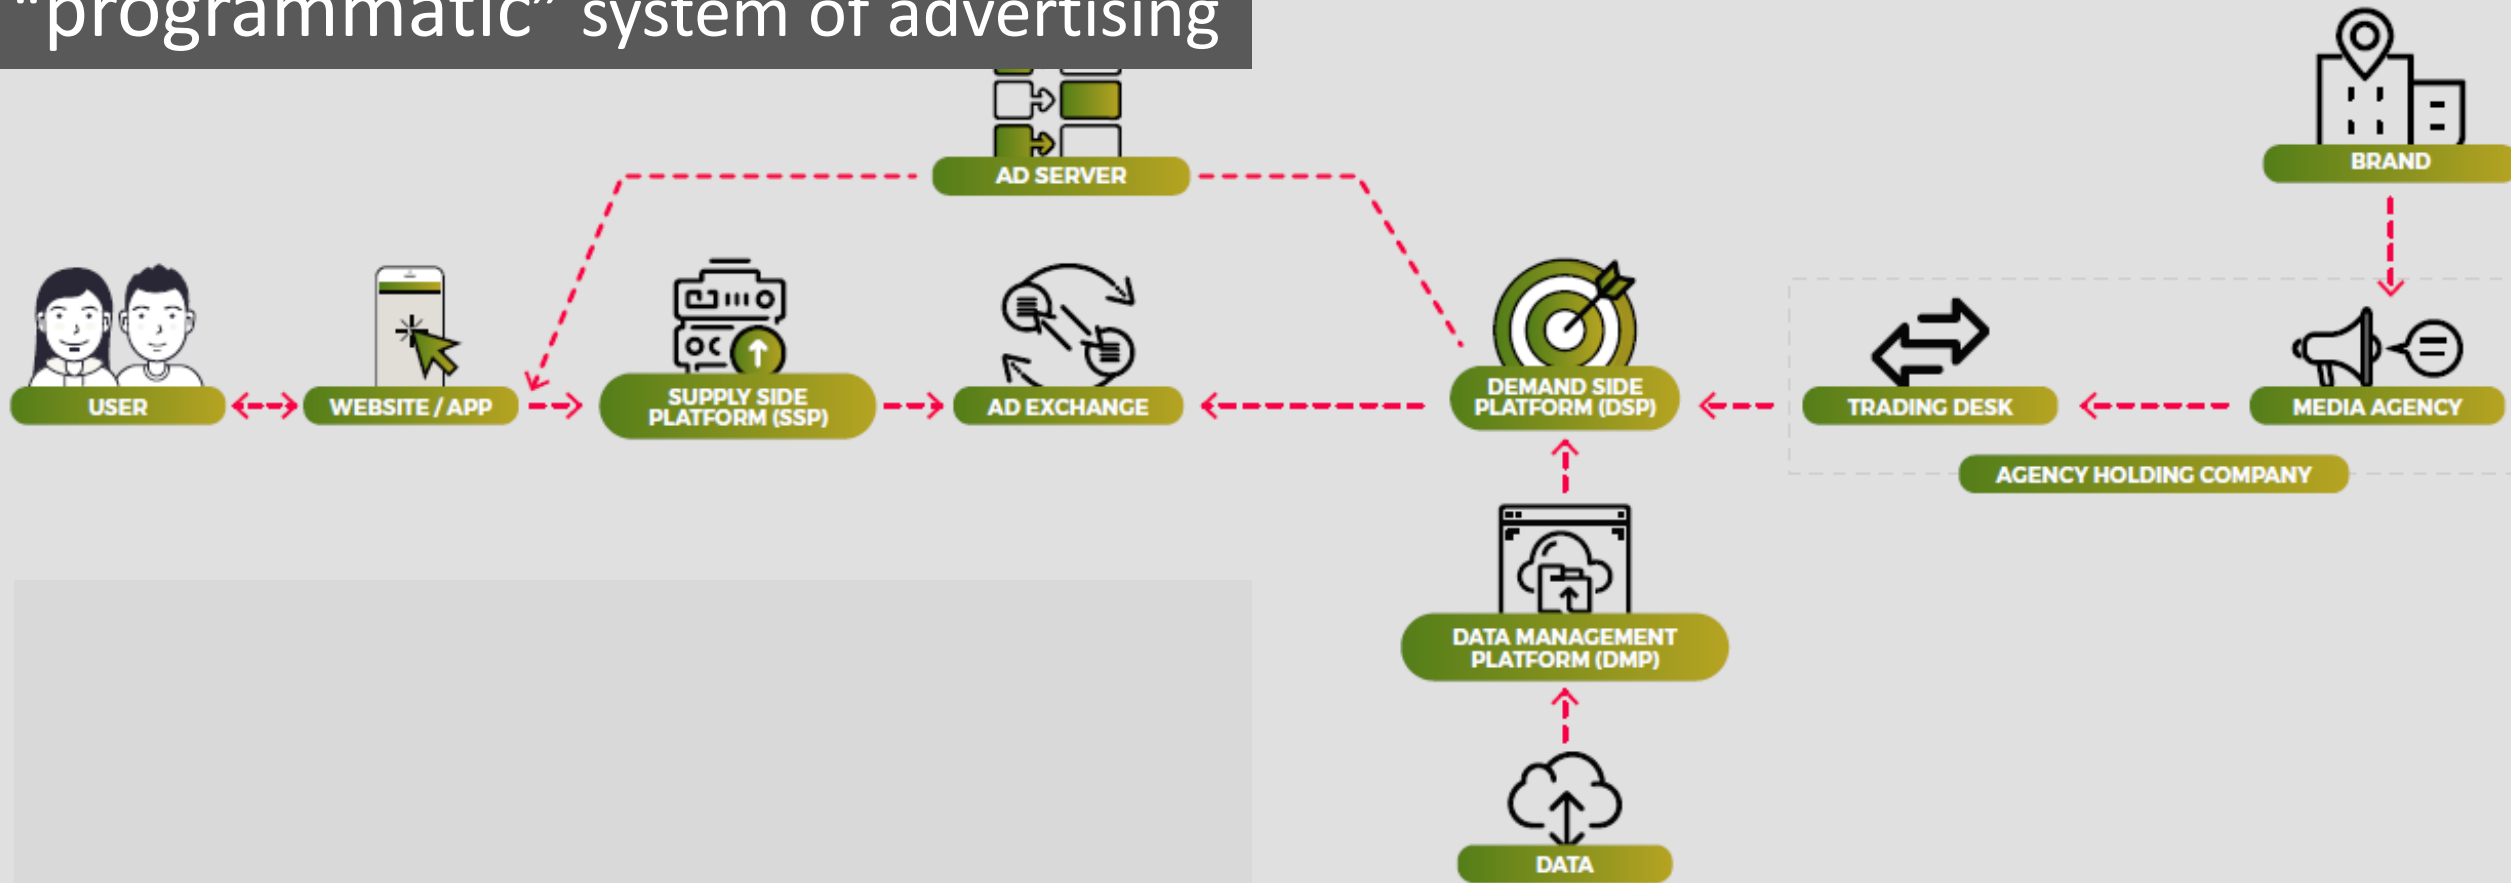 "programmatic" system of advertising
AD SERVER
BRAND
USER
WEBSITE / APP
SUPPLY SIDE
PLATFORM (SSP)
AD EXCHANGE
DEMAND SIDE
PLATFORM (DSP)
TRADING DESK
MEDIA AGENCY
AGENCY HOLDING COMPANY
DATA MANAGEMENT
PLATFORM (DMP)
DATA